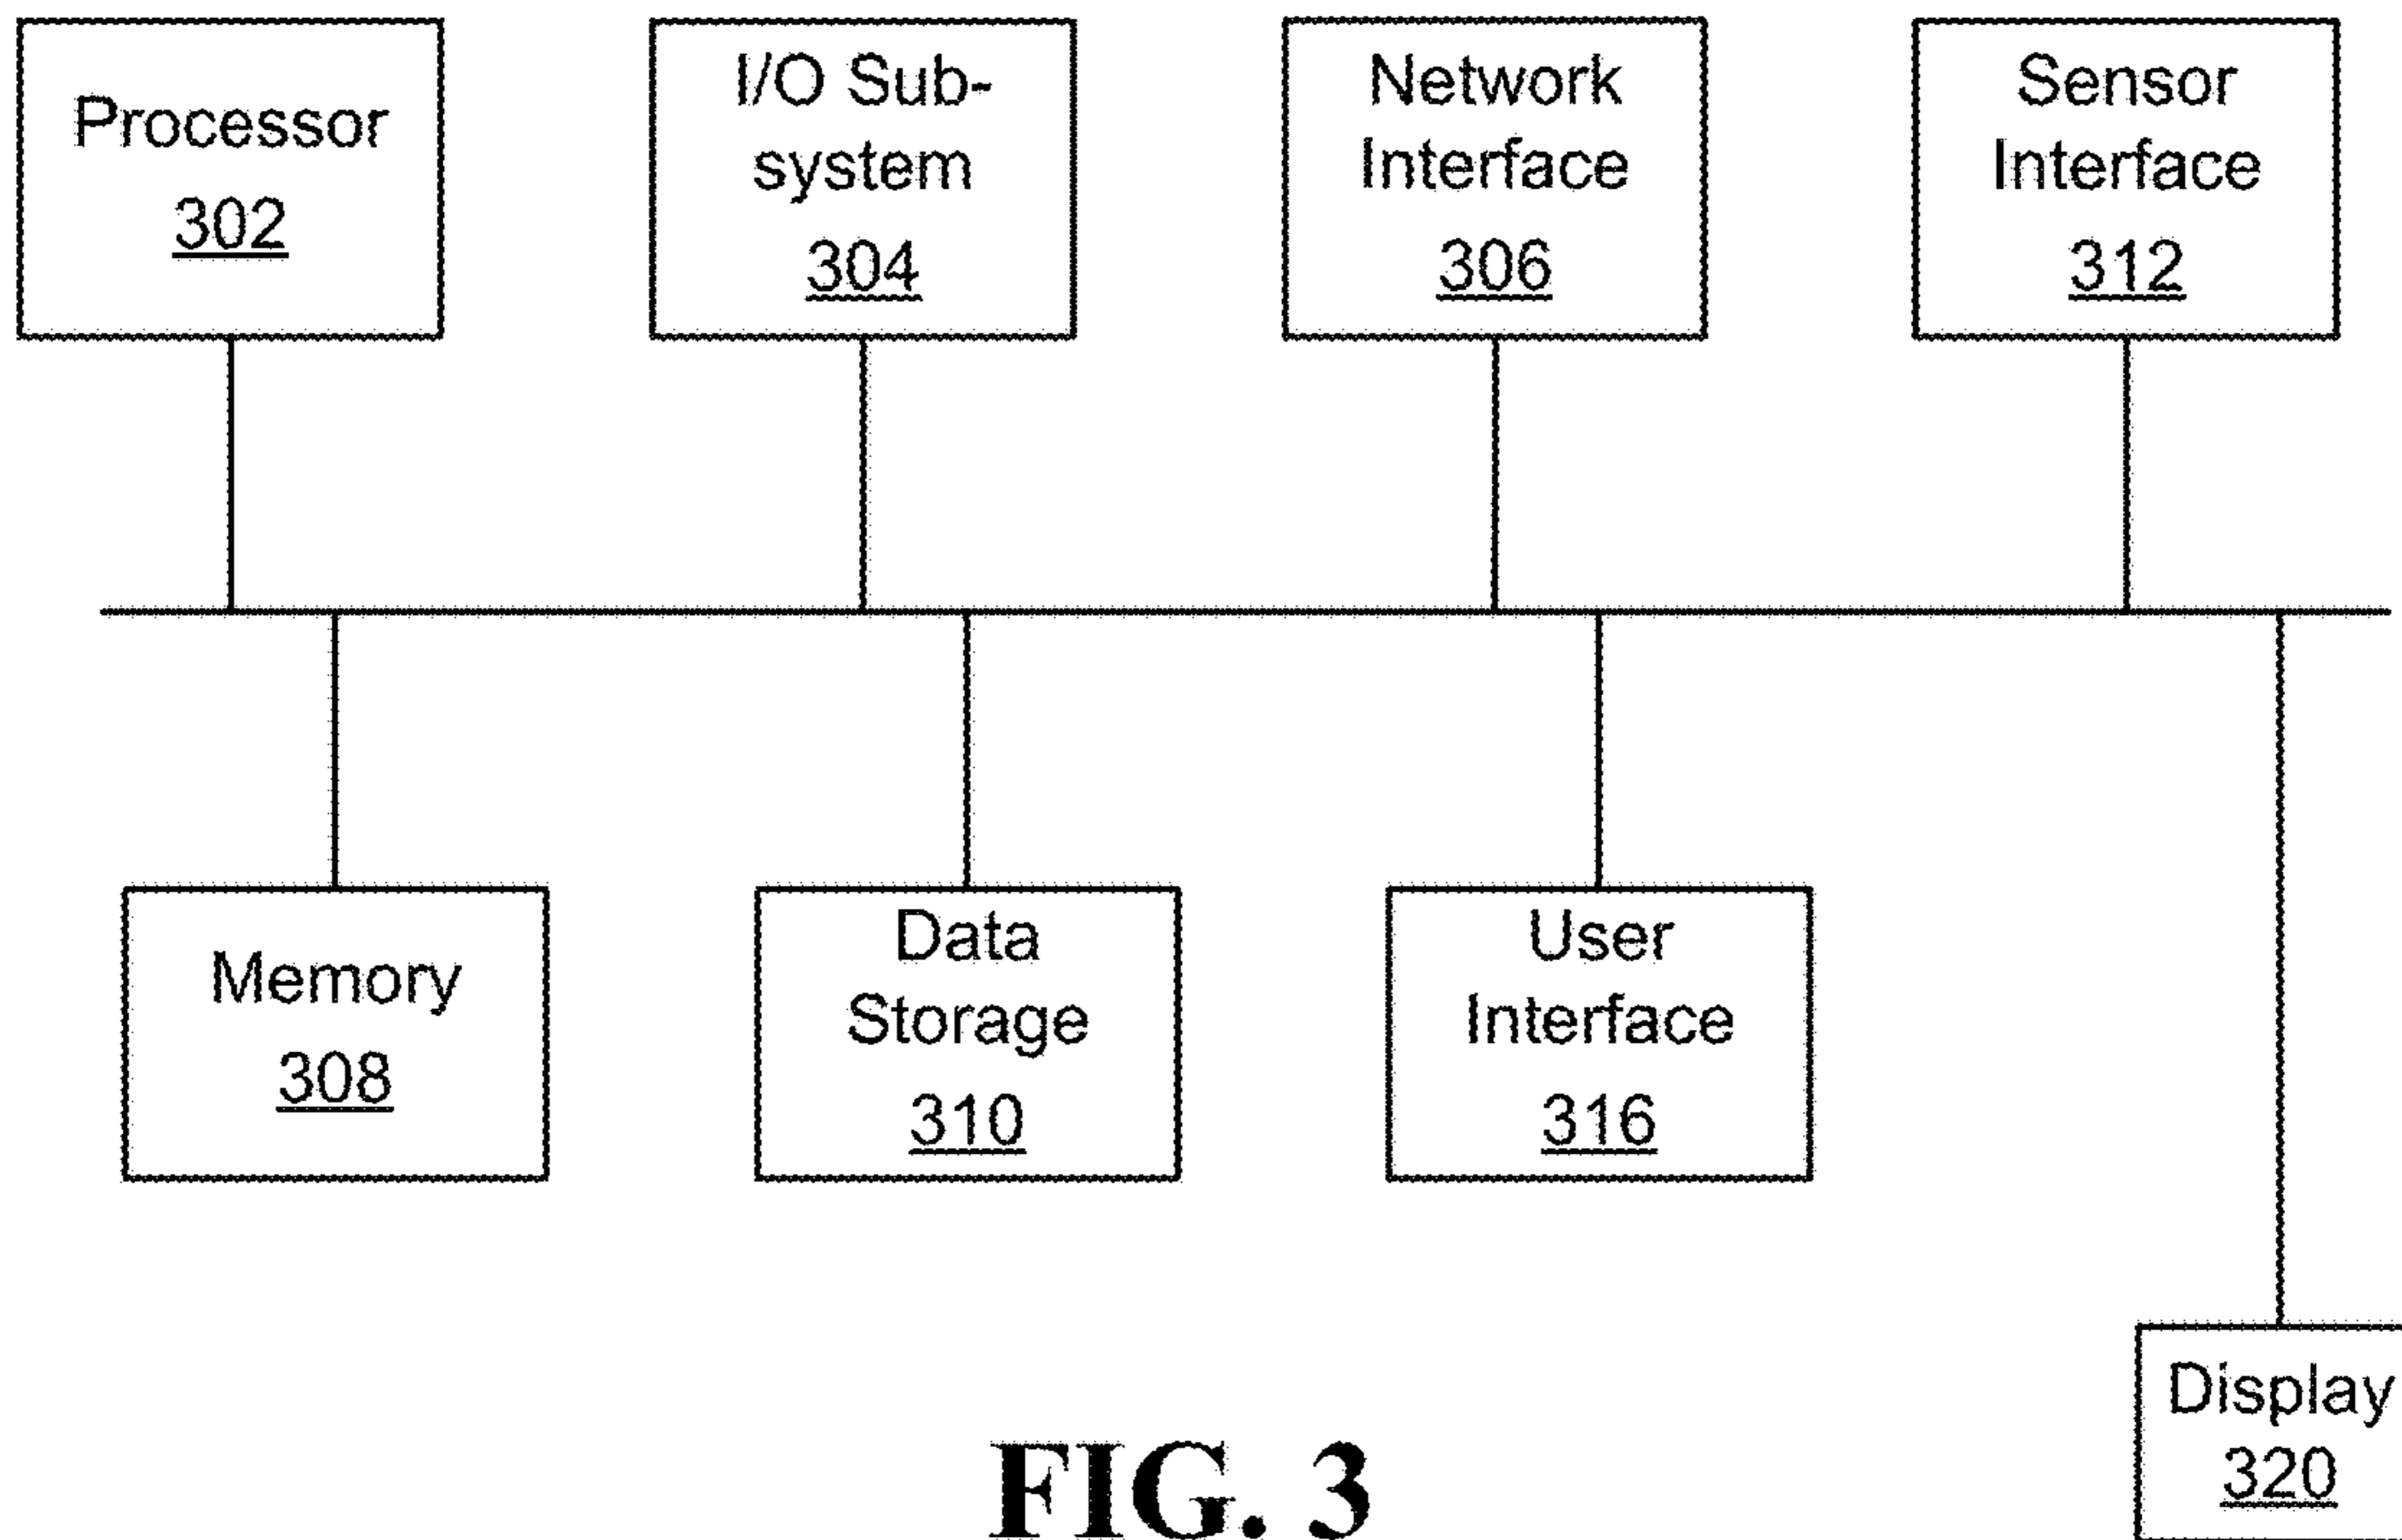 Processor
302
I/O Sub-
system
304
Network
Interface
306
Sensor
Interface
312
Memory
308
Data
Storage
310
User
Interface
316
Display
320
FIG. 3